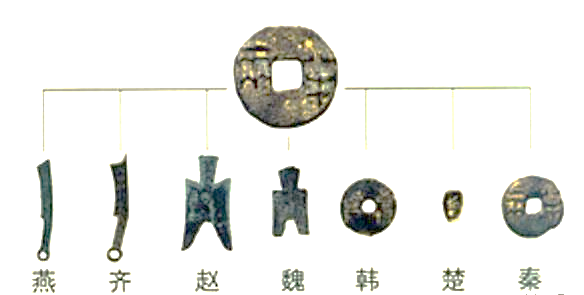 燕 齐 赵 魏 韩 楚 秦